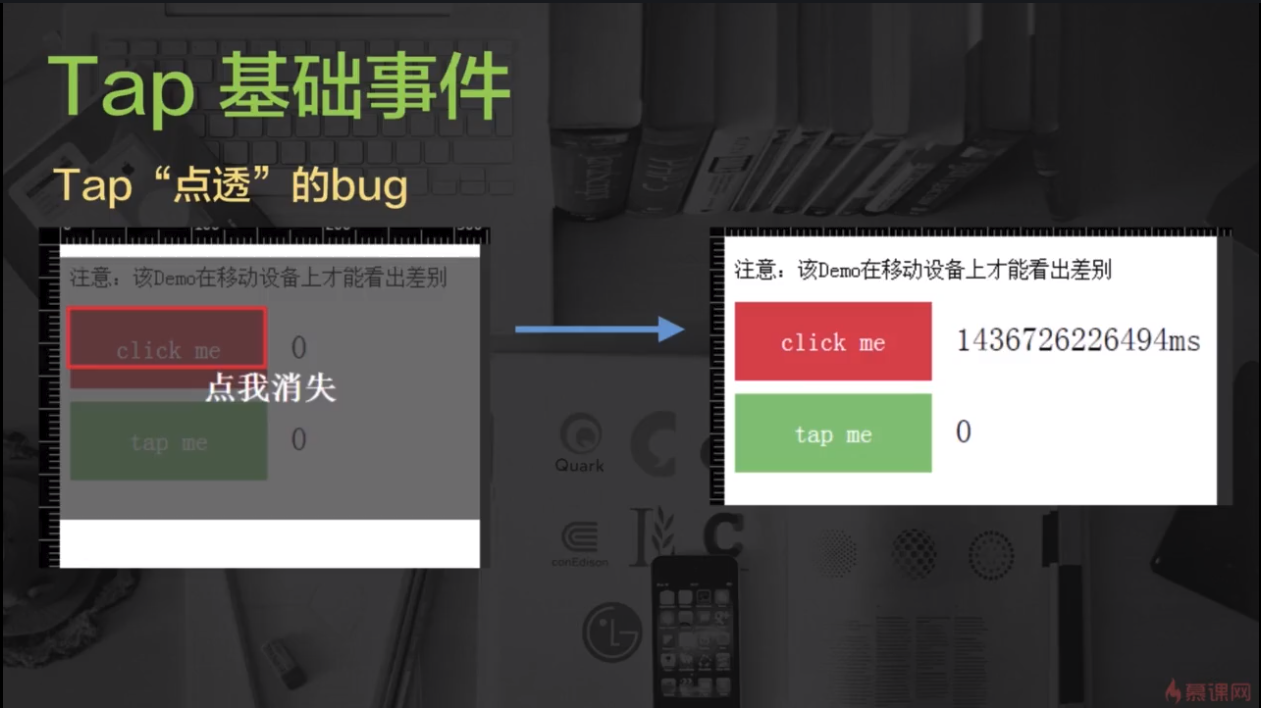 Tap 基础事件
Tap“点透”的bug
注意：该Demo在移动设备上才能看出差别
click me
0
点我消失
tap me
0
注意：该Demo在移动设备上才能看出差别
click me
1436726226494ms
tap me
0
Quark
conEdison
慕课网